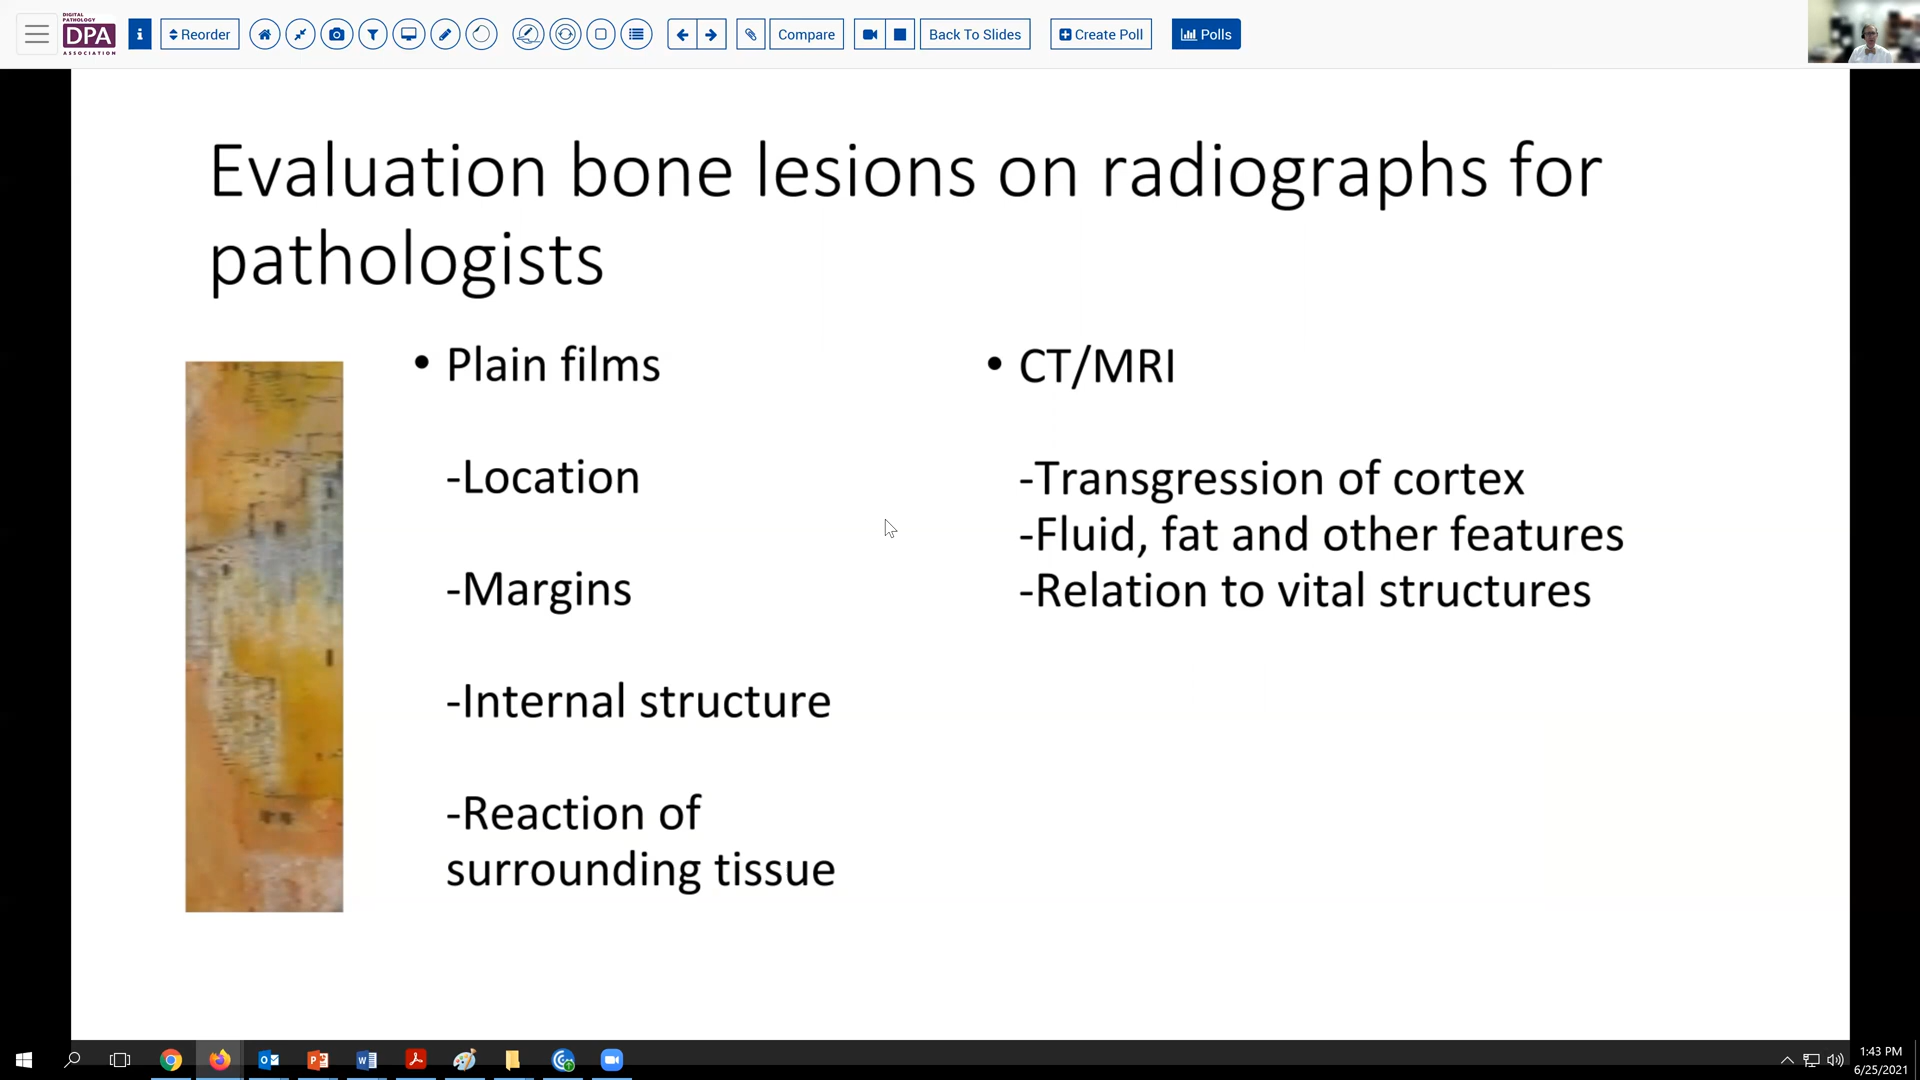 DIGITAL PATHOLOGY
DPA
ASSOCIATION
i
Reorder
Compare
Back To Slides
Create Poll
Polls
Evaluation bone lesions on radiographs for
pathologists
• Plain films
-Location
-Margins
-Internal structure
-Reaction of
surrounding tissue
• CT/MRI
-Transgression of cortex
-Fluid, fat and other features
-Relation to vital structures
1:43 PM
6/25/2021